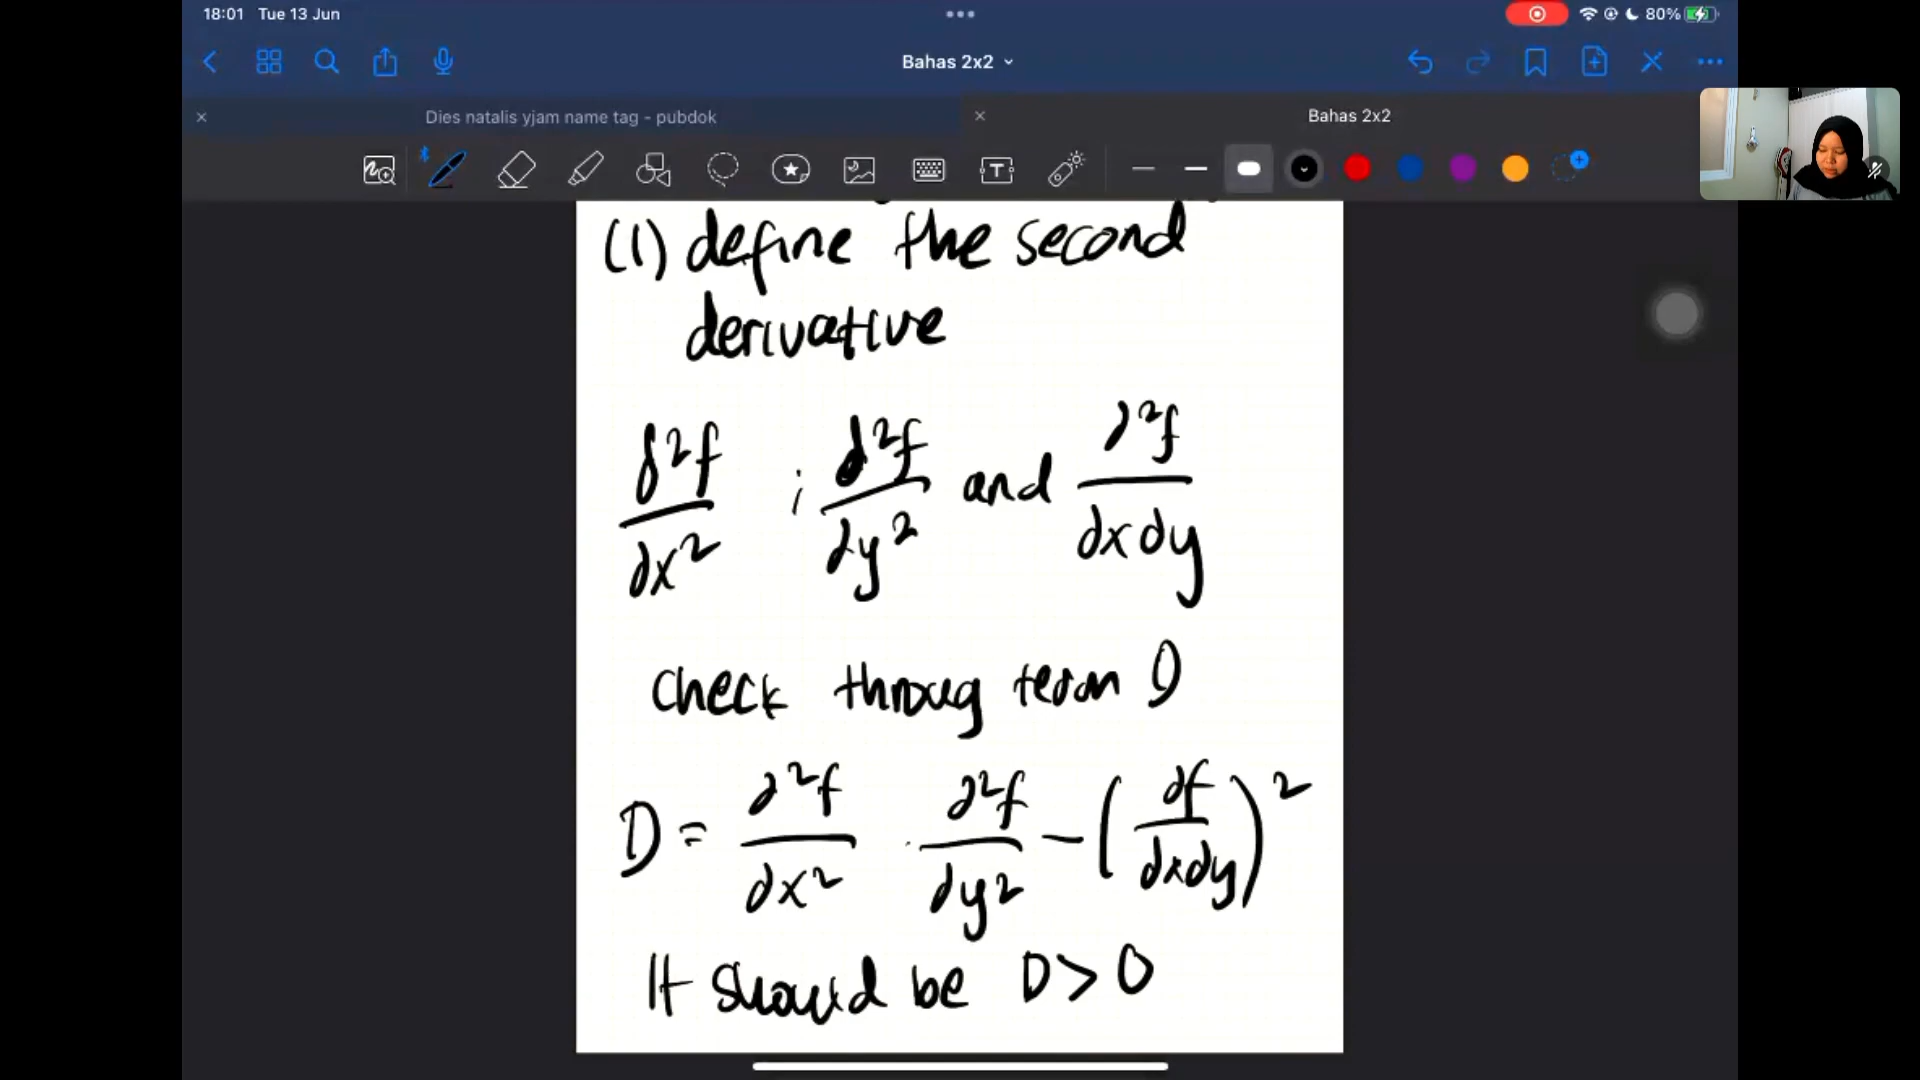 18:01 Tue 13 Jun
80%
Bahas 2x2
Dies natalis yjam name tag - pubdok
Bahas 2x2
(1) define the second
derivative
∂²f/∂x² ; ∂²f/∂y² and ∂²f/∂x∂y
check throug term D
D = ∂²f/∂x² . ∂²f/∂y² − (∂f/∂x∂y)²
It should be D > 0